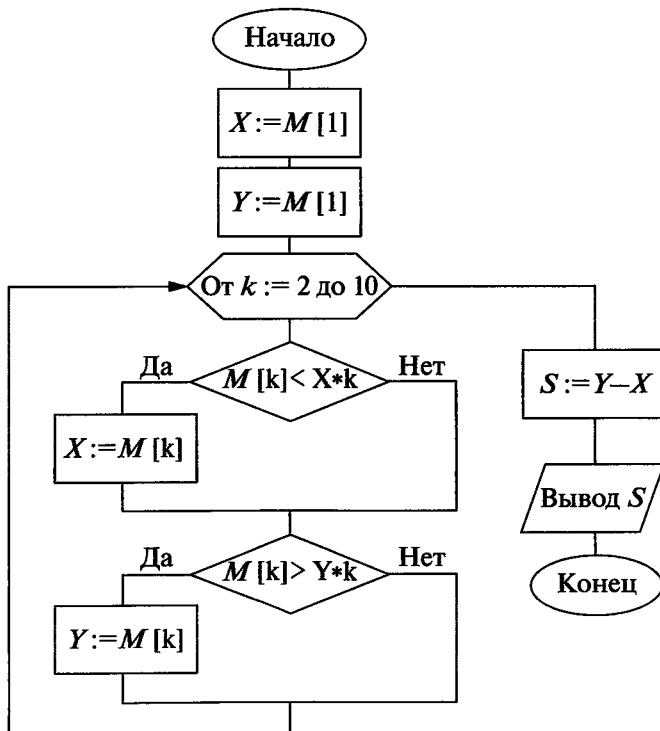 Начало
X := M [1]
Y := M [1]
От k := 2 до 10
Да
M [k]< X*k
Нет
X := M [k]
Да
M [k]> Y*k
Нет
Y := M [k]
S := Y–X
Вывод S
Конец